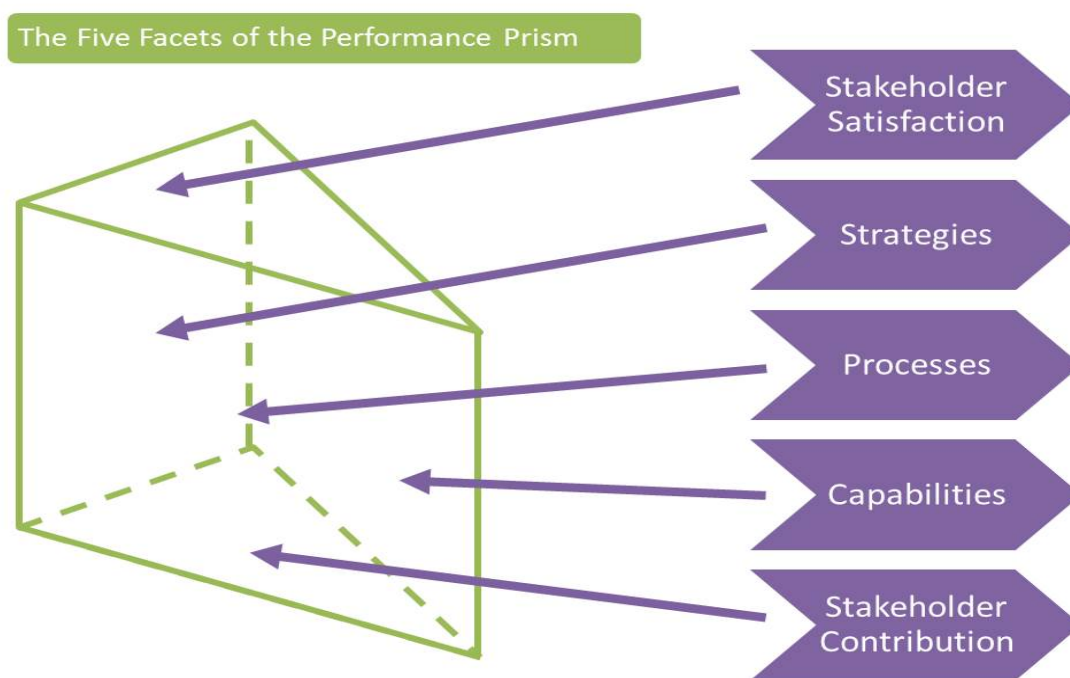 The Five Facets of the Performance Prism
Stakeholder
Satisfaction
Strategies
Processes
Capabilities
Stakeholder
Contribution